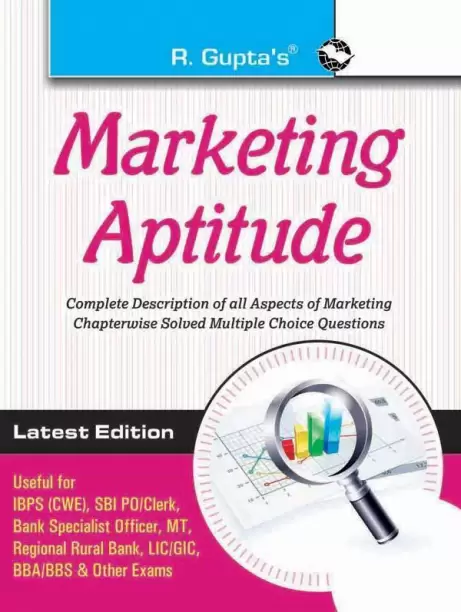 R. Gupta's®
Marketing
Aptitude
Complete Description of all Aspects of Marketing
Chapterwise Solved Multiple Choice Questions
Latest Edition
Useful for
IBPS (CWE), SBI PO/Clerk,
Bank Specialist Officer, MT,
Regional Rural Bank, LIC/GIC,
BBA/BBS & Other Exams